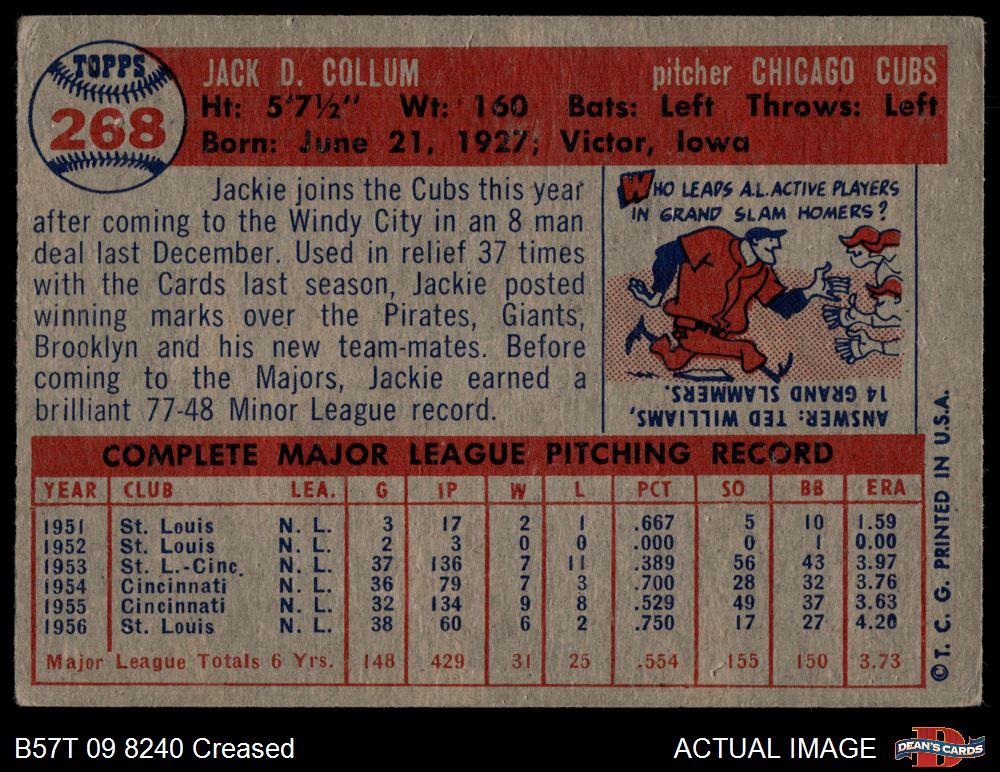 TOPPS
268
JACK D. COLLUM pitcher CHICAGO CUBS
Ht: 5'7½" Wt: 160 Bats: Left Throws: Left
Born: June 21, 1927; Victor, Iowa
Jackie joins the Cubs this year
after coming to the Windy City in an 8 man
deal last December. Used in relief 37 times
with the Cards last season, Jackie posted
winning marks over the Pirates, Giants,
Brooklyn and his new team-mates. Before
coming to the Majors, Jackie earned a
brilliant 77-48 Minor League record.
WHO LEADS A.L. ACTIVE PLAYERS
IN GRAND SLAM HOMERS?
ANSWER: TED WILLIAMS,
14 GRAND SLAMMERS.
COMPLETE MAJOR LEAGUE PITCHING RECORD
YEAR CLUB LEA. G IP W L PCT SO BB ERA
1951 St. Louis N. L. 3 17 2 1 .667 5 10 1.59
1952 St. Louis N. L. 2 3 0 0 .000 0 1 0.00
1953 St. L.-Cinc. N. L. 37 136 7 11 .389 56 43 3.97
1954 Cincinnati N. L. 36 79 7 3 .700 28 32 3.76
1955 Cincinnati N. L. 32 134 9 8 .529 49 37 3.63
1956 St. Louis N. L. 38 60 6 2 .750 17 27 4.20
Major League Totals 6 Yrs. 148 429 31 25 .554 155 150 3.73
© T. C. G. PRINTED IN U.S.A.
B57T 09 8240 Creased
ACTUAL IMAGE
DEAN'S CARDS